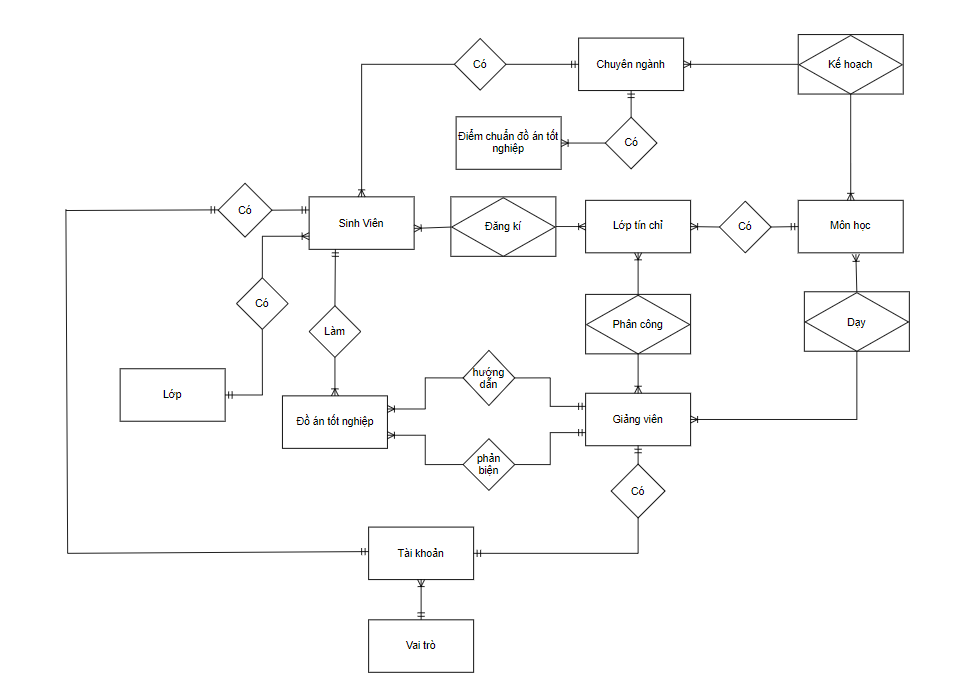 Có
Chuyên ngành
Kế hoạch
Điểm chuẩn đồ án tốt
nghiệp
Có
Có
Sinh Viên
Đăng kí
Lớp tín chỉ
Có
Môn học
Có
Làm
Phân công
Dạy
Lớp
hướng
dẫn
Đồ án tốt nghiệp
Giảng viên
phản
biện
Có
Tài khoản
Vai trò